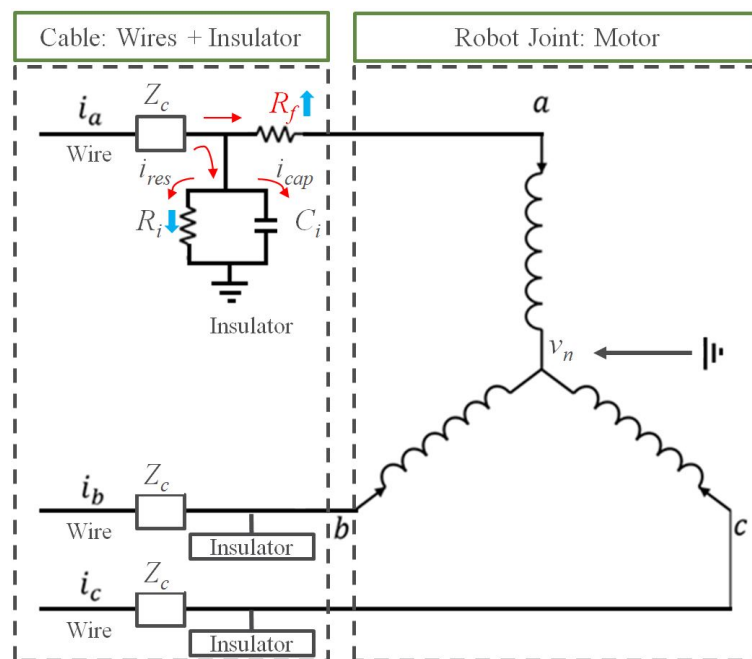 Cable: Wires + Insulator
Robot Joint: Motor
i_a
Z_c
R_f
a
Wire
i_res
i_cap
R_i
C_i
Insulator
v_n
i_b
Z_c
Wire
Insulator
b
c
i_c
Z_c
Wire
Insulator